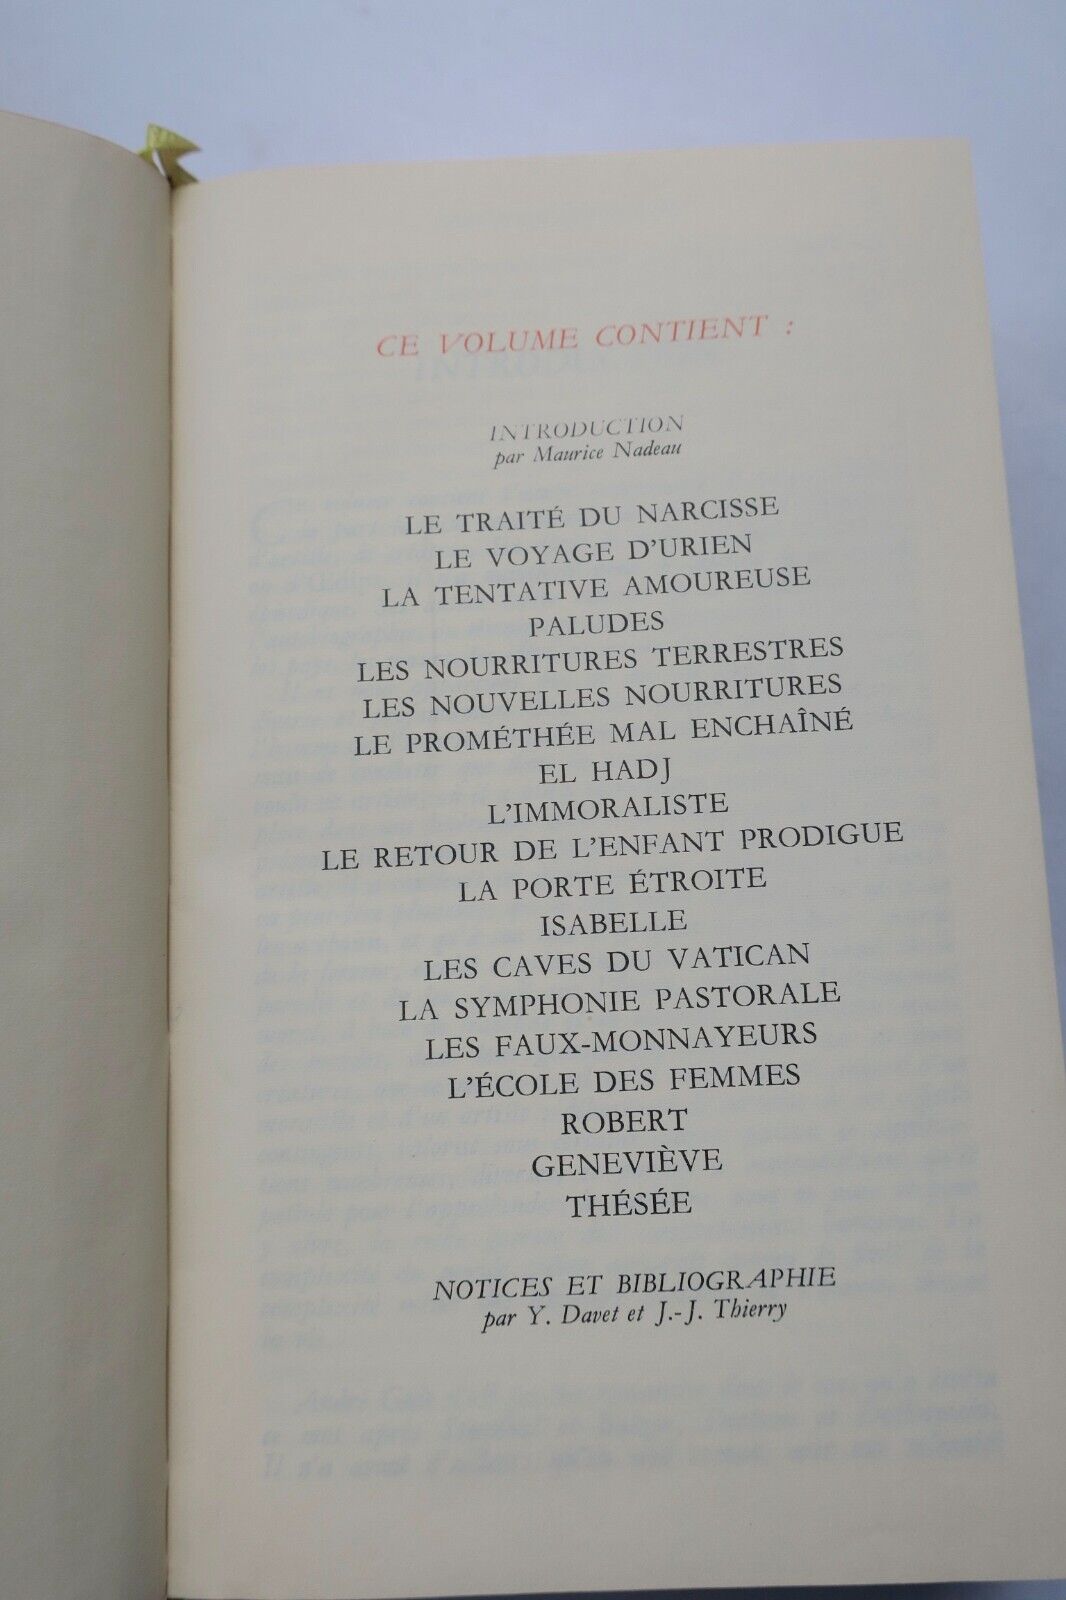 CE VOLUME CONTIENT :
INTRODUCTION
par Maurice Nadeau
LE TRAITÉ DU NARCISSE
LE VOYAGE D'URIEN
LA TENTATIVE AMOUREUSE
PALUDES
LES NOURRITURES TERRESTRES
LES NOUVELLES NOURRITURES
LE PROMÉTHÉE MAL ENCHAÎNÉ
EL HADJ
L'IMMORALISTE
LE RETOUR DE L'ENFANT PRODIGUE
LA PORTE ÉTROITE
ISABELLE
LES CAVES DU VATICAN
LA SYMPHONIE PASTORALE
LES FAUX-MONNAYEURS
L'ÉCOLE DES FEMMES
ROBERT
GENEVIÈVE
THÉSÉE
NOTICES ET BIBLIOGRAPHIE
par Y. Davet et J.-J. Thierry